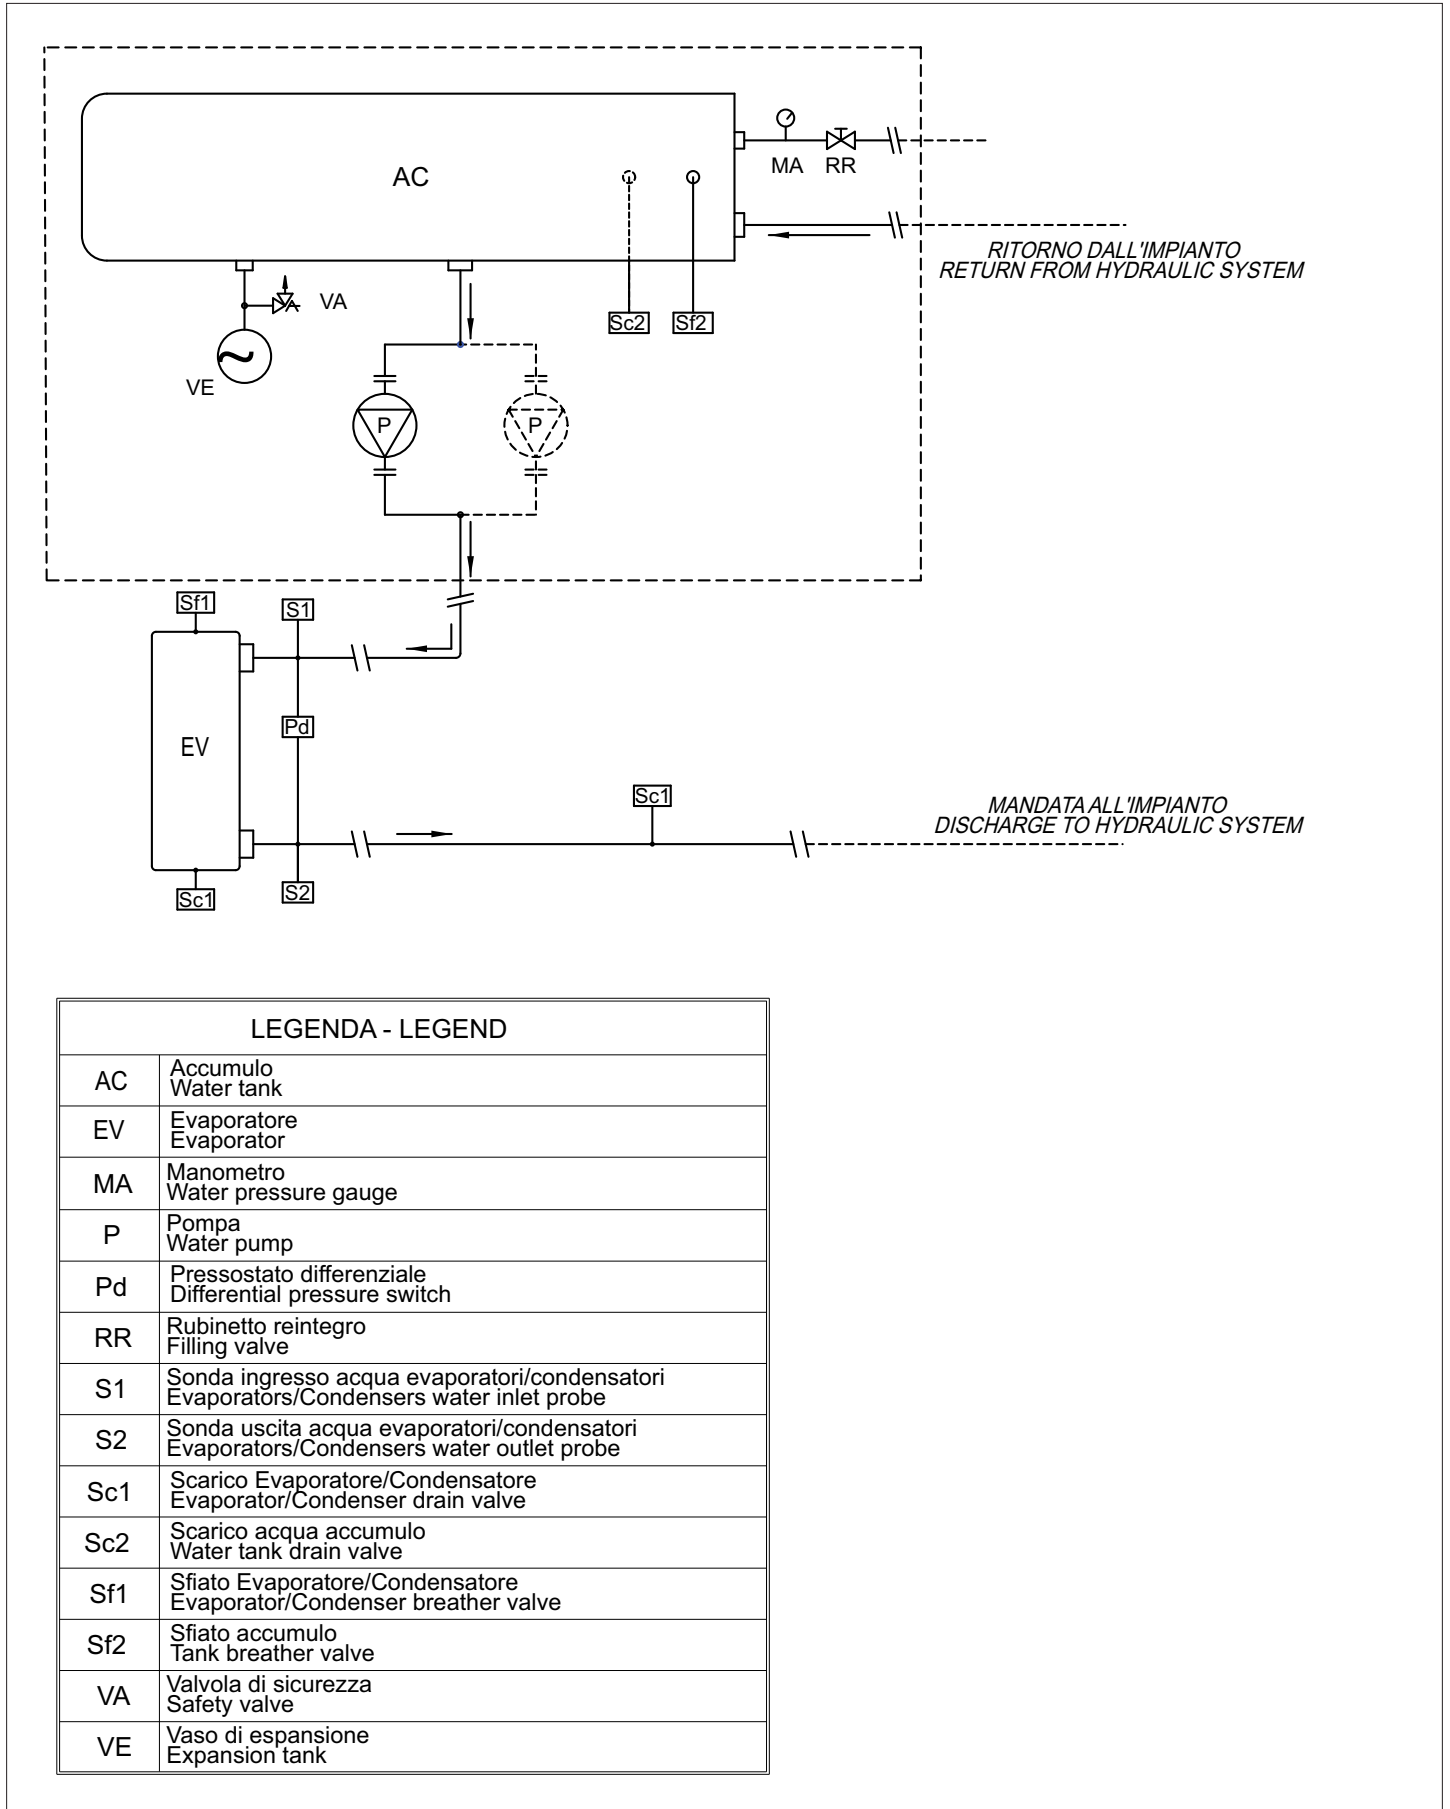 AC
MA
RR
RITORNO DALL'IMPIANTO
RETURN FROM HYDRAULIC SYSTEM
VA
Sc2
Sf2
VE
P
P
Sf1
S1
Pd
EV
Sc1
MANDATA ALL'IMPIANTO
DISCHARGE TO HYDRAULIC SYSTEM
Sc1
S2
LEGENDA - LEGEND
AC
Accumulo
Water tank
EV
Evaporatore
Evaporator
MA
Manometro
Water pressure gauge
P
Pompa
Water pump
Pd
Pressostato differenziale
Differential pressure switch
RR
Rubinetto reintegro
Filling valve
S1
Sonda ingresso acqua evaporatori/condensatori
Evaporators/Condensers water inlet probe
S2
Sonda uscita acqua evaporatori/condensatori
Evaporators/Condensers water outlet probe
Sc1
Scarico Evaporatore/Condensatore
Evaporator/Condenser drain valve
Sc2
Scarico acqua accumulo
Water tank drain valve
Sf1
Sfiato Evaporatore/Condensatore
Evaporator/Condenser breather valve
Sf2
Sfiato accumulo
Tank breather valve
VA
Valvola di sicurezza
Safety valve
VE
Vaso di espansione
Expansion tank